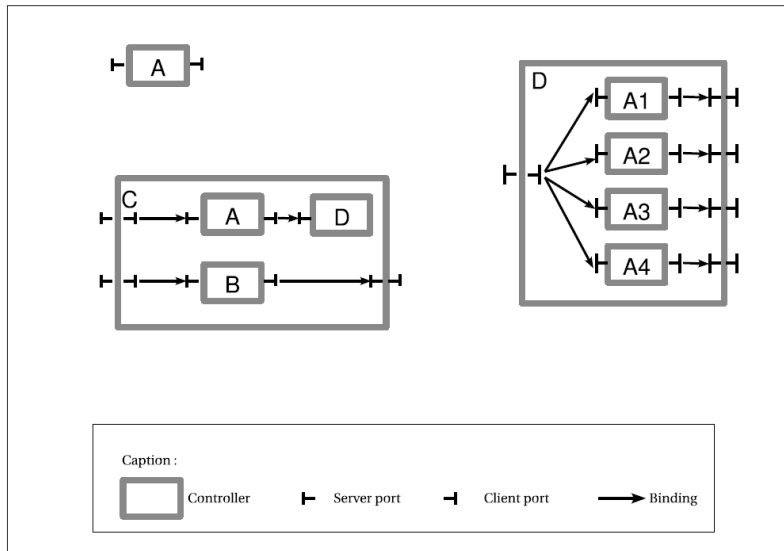 A
D
A1
A2
A3
A4
C
A
D
B
Caption :
Controller
Server port
Client port
Binding